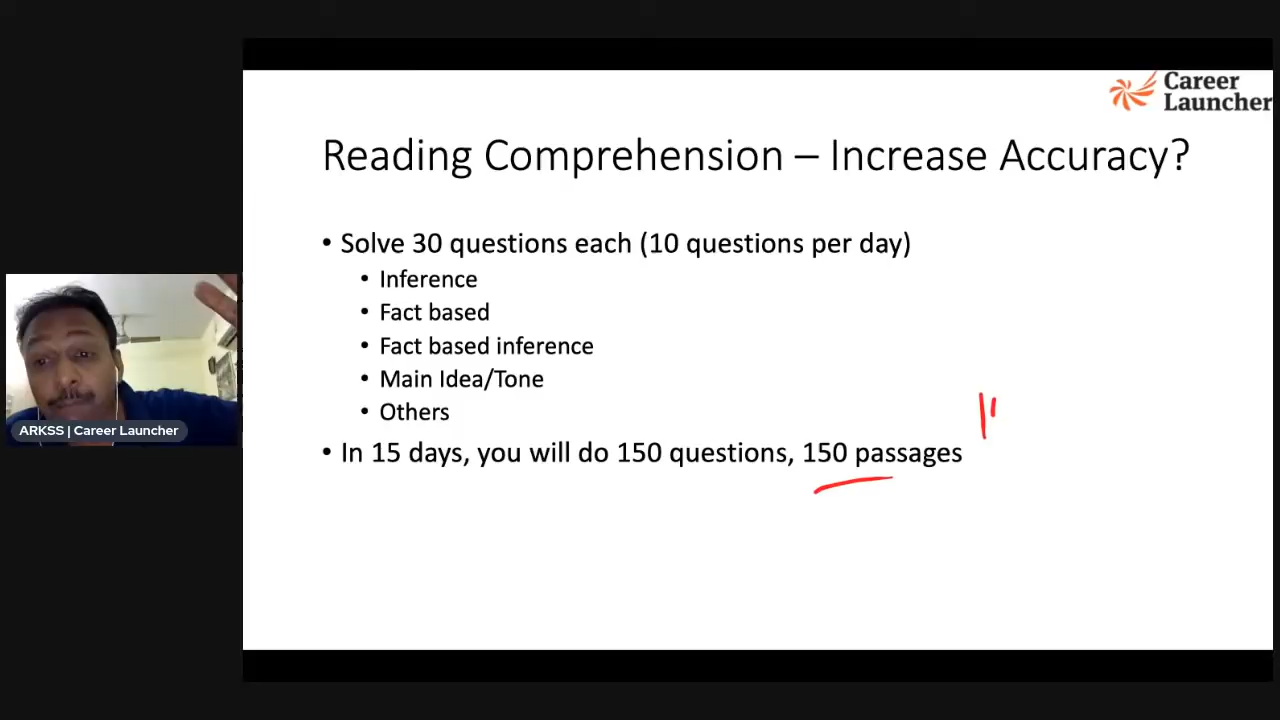 Career
Launcher
Reading Comprehension – Increase Accuracy?
• Solve 30 questions each (10 questions per day)
• Inference
• Fact based
• Fact based inference
• Main Idea/Tone
• Others
• In 15 days, you will do 150 questions, 150 passages
ARKSS | Career Launcher